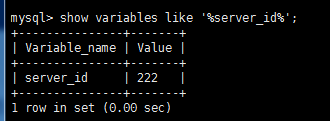 mysql> show variables like '%server_id%';
+---------------+-------+
| Variable_name | Value |
+---------------+-------+
| server_id     | 222   |
+---------------+-------+
1 row in set (0.00 sec)